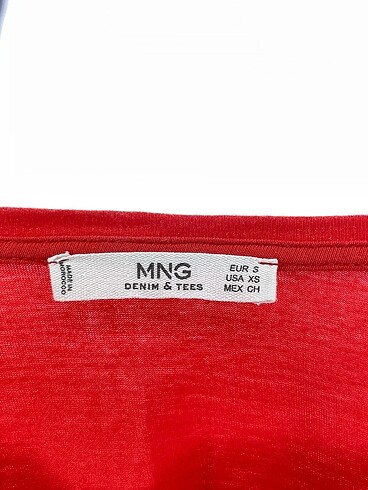 MADE IN
MOROCCO
MNG
DENIM & TEES
EUR S
USA XS
MEX CH